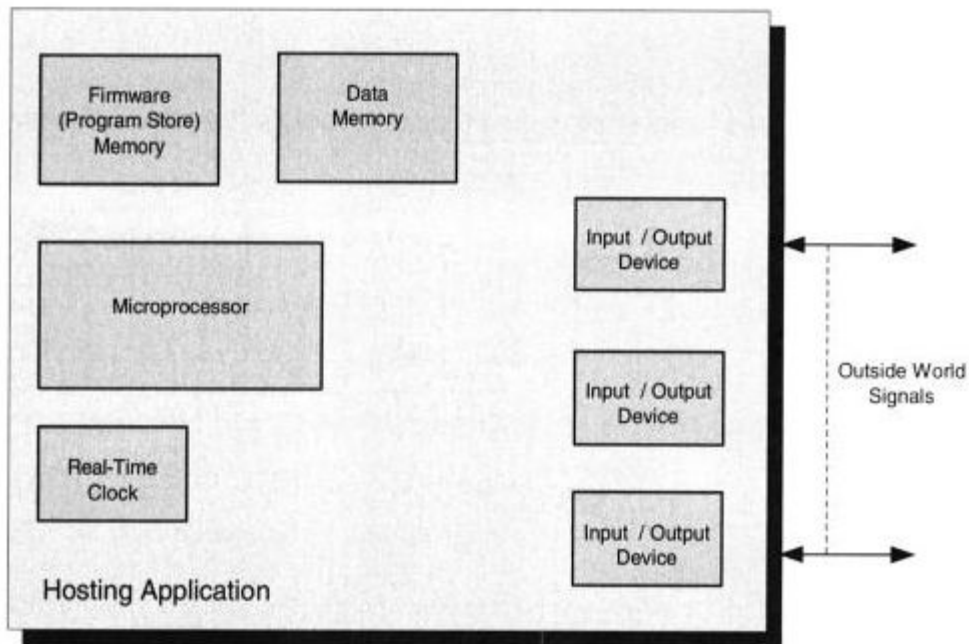 Firmware
(Program Store)
Memory
Data
Memory
Input / Output
Device
Microprocessor
Input / Output
Device
Outside World
Signals
Real-Time
Clock
Input / Output
Device
Hosting Application